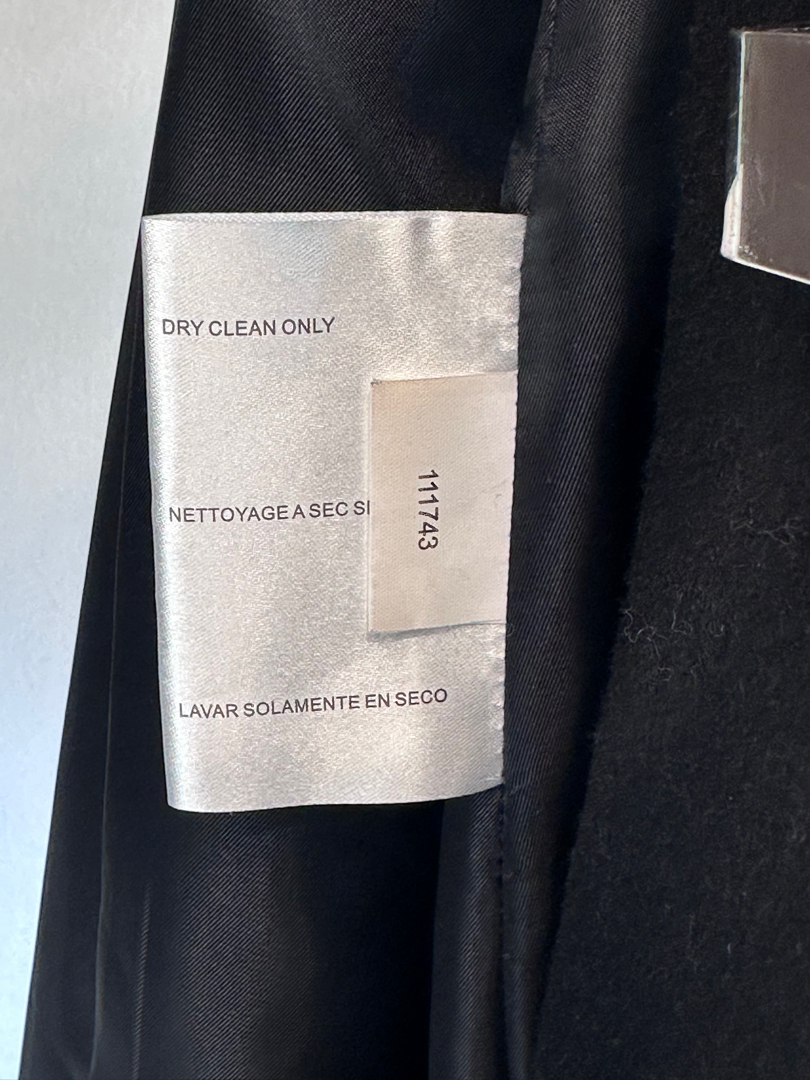 DRY CLEAN ONLY
NETTOYAGE A SEC
111743
LAVAR SOLAMENTE EN SECO